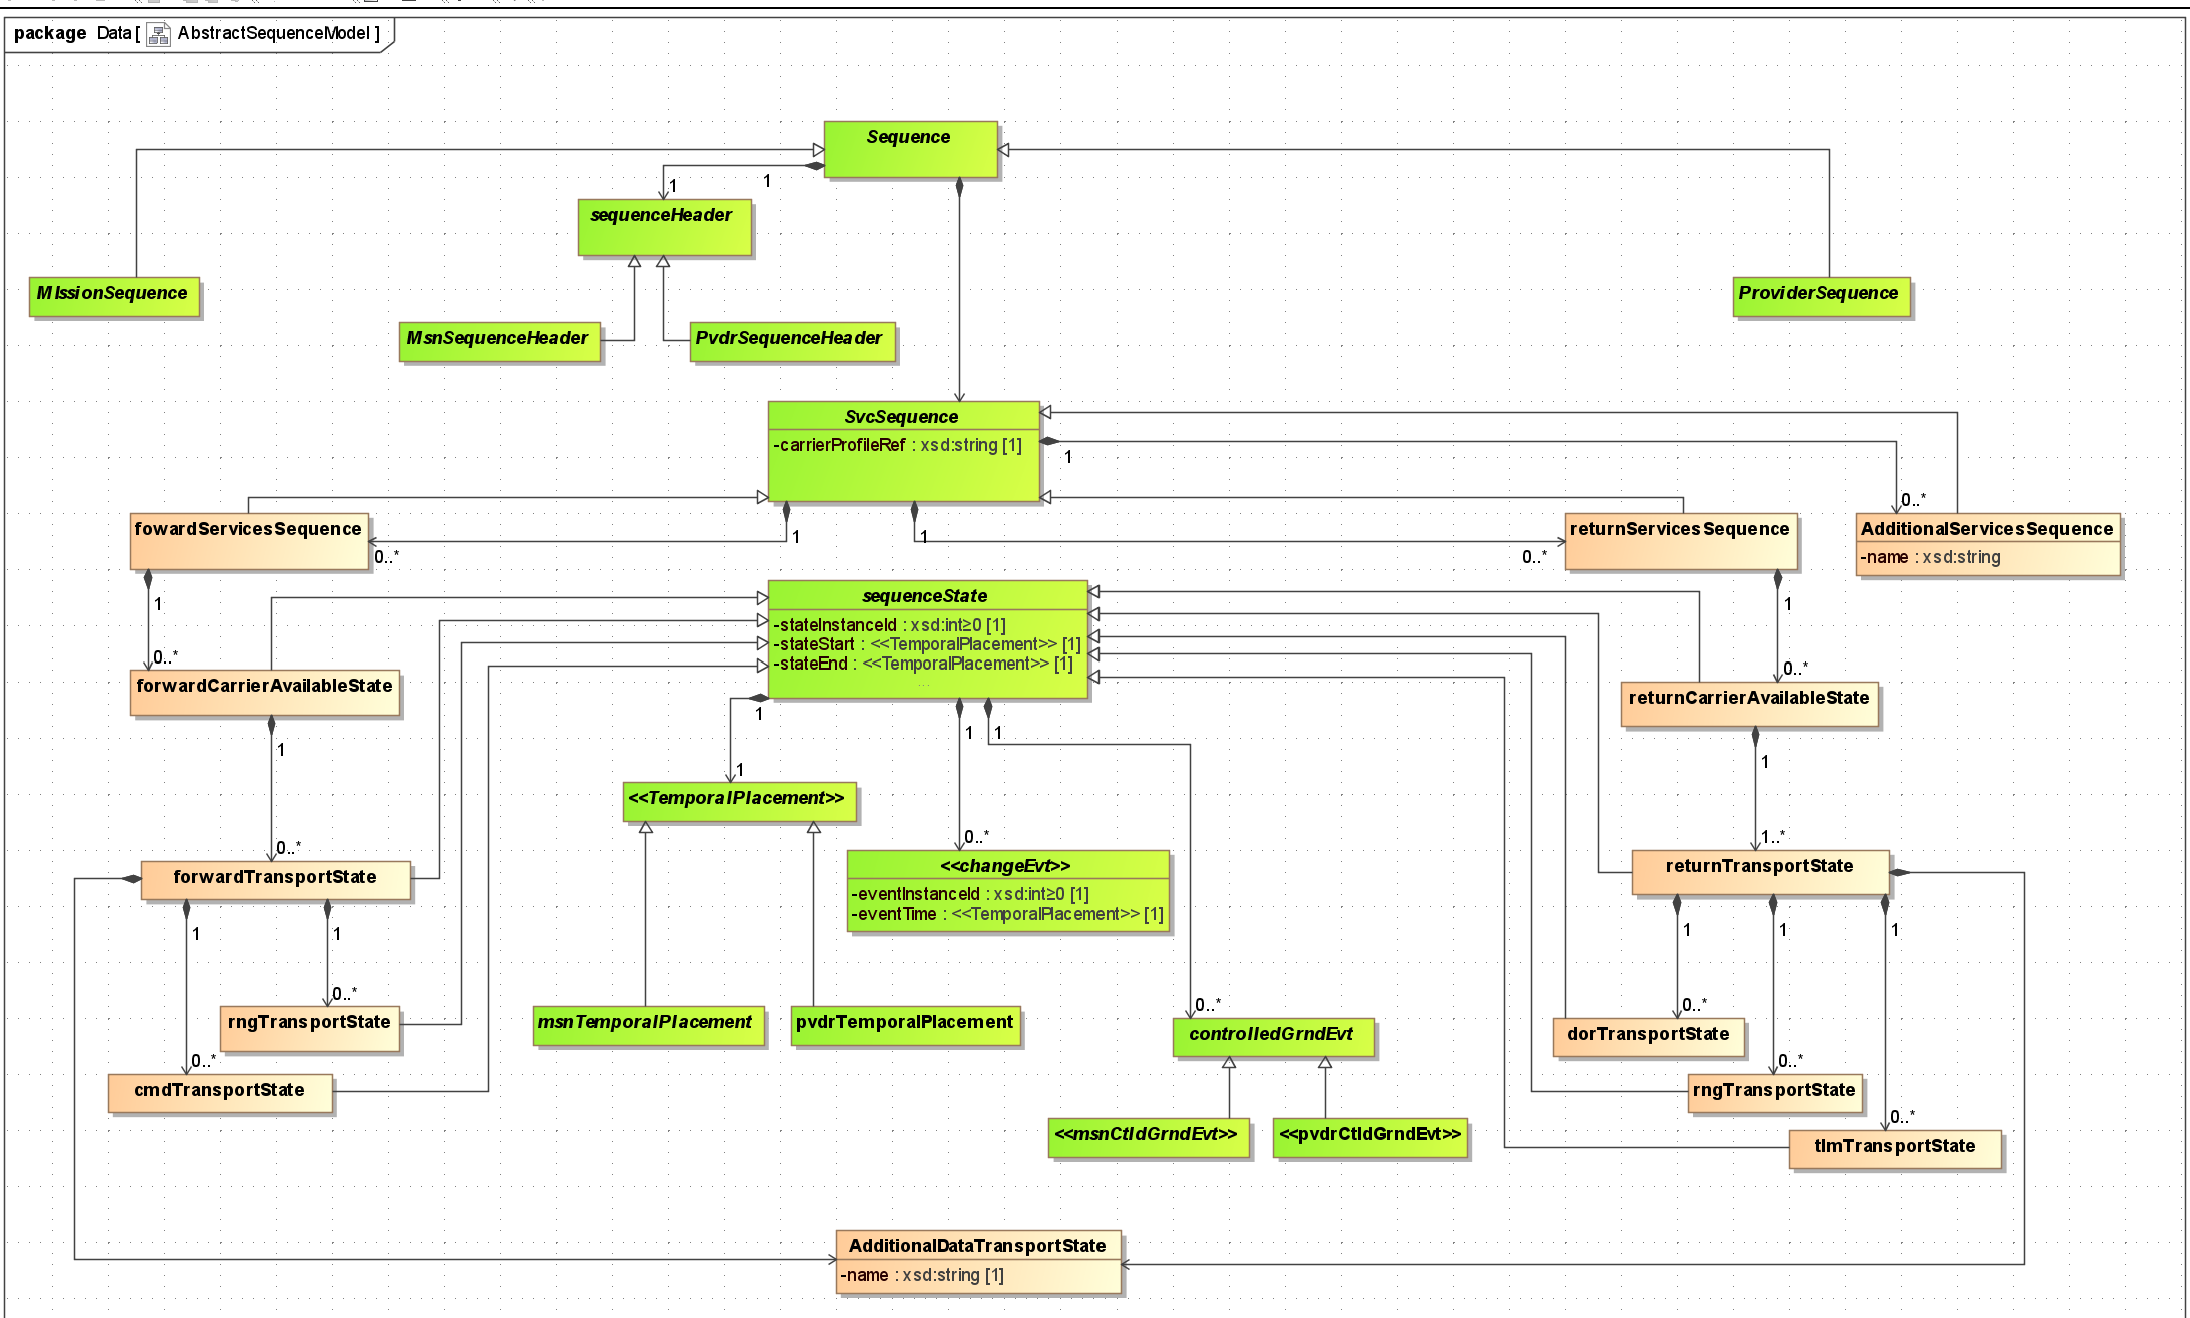 package Data [ AbstractSequenceModel ]
Sequence
1
1
sequenceHeader
MIssionSequence
ProviderSequence
MsnSequenceHeader
PvdrSequenceHeader
SvcSequence
-carrierProfileRef : xsd:string [1]
1
0..*
fowardServicesSequence
returnServicesSequence
AdditionalServicesSequence
1
1
0..*
0..*
-name : xsd:string
sequenceState
1
1
-stateInstanceId : xsd:int≥0 [1]
-stateStart : <<TemporalPlacement>> [1]
-stateEnd : <<TemporalPlacement>> [1]
...
0..*
0..*
forwardCarrierAvailableState
returnCarrierAvailableState
1
1
1
1
1
1
<<TemporalPlacement>>
0..*
0..*
1..*
forwardTransportState
<<changeEvt>>
returnTransportState
-eventInstanceId : xsd:int≥0 [1]
-eventTime : <<TemporalPlacement>> [1]
1
1
1
1
1
0..*
0..*
0..*
rngTransportState
msnTemporalPlacement
pvdrTemporalPlacement
controlledGrndEvt
dorTransportState
0..*
0..*
cmdTransportState
rngTransportState
0..*
<<msnCtldGrndEvt>>
<<pvdrCtldGrndEvt>>
tlmTransportState
AdditionalDataTransportState
-name : xsd:string [1]